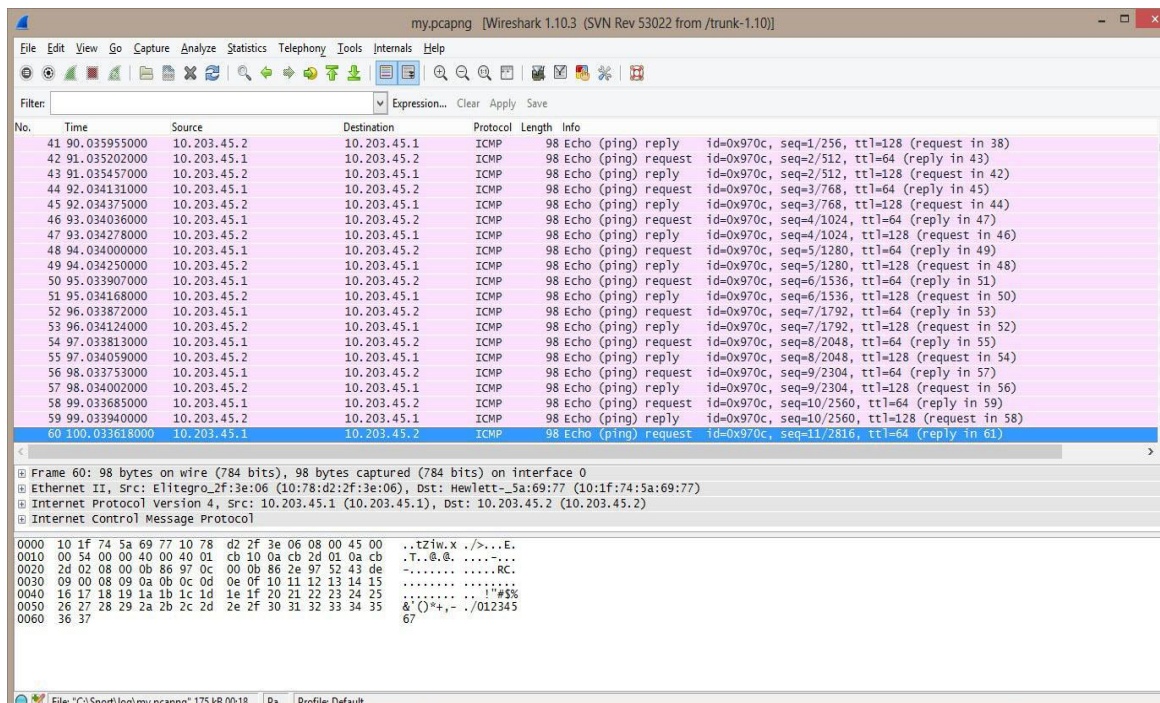 my.pcapng [Wireshark 1.10.3 (SVN Rev 53022 from /trunk-1.10)]
File Edit View Go Capture Analyze Statistics Telephony Tools Internals Help
Filter: Expression... Clear Apply Save
No. Time Source Destination Protocol Length Info
41 90.035955000 10.203.45.2 10.203.45.1 ICMP 98 Echo (ping) reply id=0x970c, seq=1/256, ttl=128 (request in 38)
42 91.035202000 10.203.45.1 10.203.45.2 ICMP 98 Echo (ping) request id=0x970c, seq=2/512, ttl=64 (reply in 43)
43 91.035457000 10.203.45.2 10.203.45.1 ICMP 98 Echo (ping) reply id=0x970c, seq=2/512, ttl=128 (request in 42)
44 92.034131000 10.203.45.1 10.203.45.2 ICMP 98 Echo (ping) request id=0x970c, seq=3/768, ttl=64 (reply in 45)
45 92.034375000 10.203.45.2 10.203.45.1 ICMP 98 Echo (ping) reply id=0x970c, seq=3/768, ttl=128 (request in 44)
46 93.034036000 10.203.45.1 10.203.45.2 ICMP 98 Echo (ping) request id=0x970c, seq=4/1024, ttl=64 (reply in 47)
47 93.034278000 10.203.45.2 10.203.45.1 ICMP 98 Echo (ping) reply id=0x970c, seq=4/1024, ttl=128 (request in 46)
48 94.034000000 10.203.45.1 10.203.45.2 ICMP 98 Echo (ping) request id=0x970c, seq=5/1280, ttl=64 (reply in 49)
49 94.034250000 10.203.45.2 10.203.45.1 ICMP 98 Echo (ping) reply id=0x970c, seq=5/1280, ttl=128 (request in 48)
50 95.033907000 10.203.45.1 10.203.45.2 ICMP 98 Echo (ping) request id=0x970c, seq=6/1536, ttl=64 (reply in 51)
51 95.034168000 10.203.45.2 10.203.45.1 ICMP 98 Echo (ping) reply id=0x970c, seq=6/1536, ttl=128 (request in 50)
52 96.033872000 10.203.45.1 10.203.45.2 ICMP 98 Echo (ping) request id=0x970c, seq=7/1792, ttl=64 (reply in 53)
53 96.034124000 10.203.45.2 10.203.45.1 ICMP 98 Echo (ping) reply id=0x970c, seq=7/1792, ttl=128 (request in 52)
54 97.033813000 10.203.45.1 10.203.45.2 ICMP 98 Echo (ping) request id=0x970c, seq=8/2048, ttl=64 (reply in 55)
55 97.034059000 10.203.45.2 10.203.45.1 ICMP 98 Echo (ping) reply id=0x970c, seq=8/2048, ttl=128 (request in 54)
56 98.033753000 10.203.45.1 10.203.45.2 ICMP 98 Echo (ping) request id=0x970c, seq=9/2304, ttl=64 (reply in 57)
57 98.034002000 10.203.45.2 10.203.45.1 ICMP 98 Echo (ping) reply id=0x970c, seq=9/2304, ttl=128 (request in 56)
58 99.033685000 10.203.45.1 10.203.45.2 ICMP 98 Echo (ping) request id=0x970c, seq=10/2560, ttl=64 (reply in 59)
59 99.033940000 10.203.45.2 10.203.45.1 ICMP 98 Echo (ping) reply id=0x970c, seq=10/2560, ttl=128 (request in 58)
60 100.033618000 10.203.45.1 10.203.45.2 ICMP 98 Echo (ping) request id=0x970c, seq=11/2816, ttl=64 (reply in 61)
Frame 60: 98 bytes on wire (784 bits), 98 bytes captured (784 bits) on interface 0
Ethernet II, Src: Elitegro_2f:3e:06 (10:78:d2:2f:3e:06), Dst: Hewlett-_5a:69:77 (10:1f:74:5a:69:77)
Internet Protocol Version 4, Src: 10.203.45.1 (10.203.45.1), Dst: 10.203.45.2 (10.203.45.2)
Internet Control Message Protocol
0000 10 1f 74 5a 69 77 10 78 d2 2f 3e 06 08 00 45 00 ..tZiw.x ./>...E.
0010 00 54 00 00 40 00 40 01 cb 10 0a cb 2d 01 0a cb .T..@.@. ....-...
0020 2d 02 08 00 0b 86 97 0c 00 0b 86 2e 97 52 43 de -....... .....RC.
0030 09 00 08 09 0a 0b 0c 0d 0e 0f 10 11 12 13 14 15 ........ ........
0040 16 17 18 19 1a 1b 1c 1d 1e 1f 20 21 22 23 24 25 ........ .. !"#$%
0050 26 27 28 29 2a 2b 2c 2d 2e 2f 30 31 32 33 34 35 &'()*+,- ./012345
0060 36 37 67
File: "C:\Snort\log\my.pcapng" 175 kB 00:18 Pa... Profile: Default